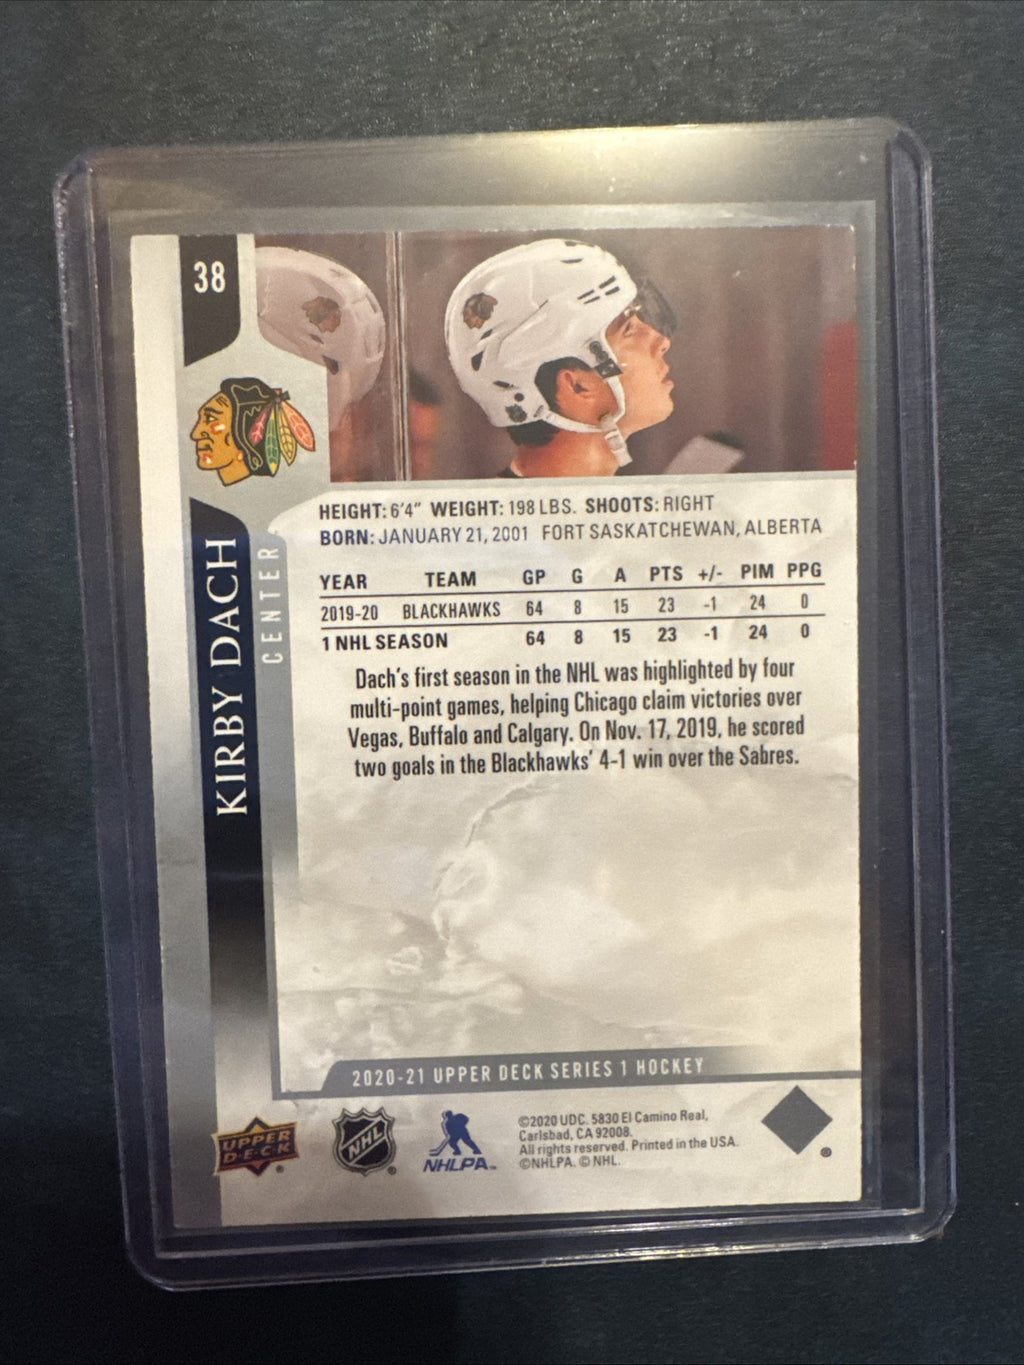 38
KIRBY DACH
CENTER
HEIGHT: 6'4" WEIGHT: 198 LBS. SHOOTS: RIGHT
BORN: JANUARY 21, 2001 FORT SASKATCHEWAN, ALBERTA
YEAR TEAM GP G A PTS +/- PIM PPG
2019-20 BLACKHAWKS 64 8 15 23 -1 24 0
1 NHL SEASON 64 8 15 23 -1 24 0
Dach's first season in the NHL was highlighted by four
multi-point games, helping Chicago claim victories over
Vegas, Buffalo and Calgary. On Nov. 17, 2019, he scored
two goals in the Blackhawks' 4-1 win over the Sabres.
2020-21 UPPER DECK SERIES 1 HOCKEY
UPPER
D·E·C·K
®
NHL
®
NHLPA™
©2020 UDC. 5830 El Camino Real,
Carlsbad, CA 92008.
All rights reserved. Printed in the USA.
©NHLPA. © NHL.
®